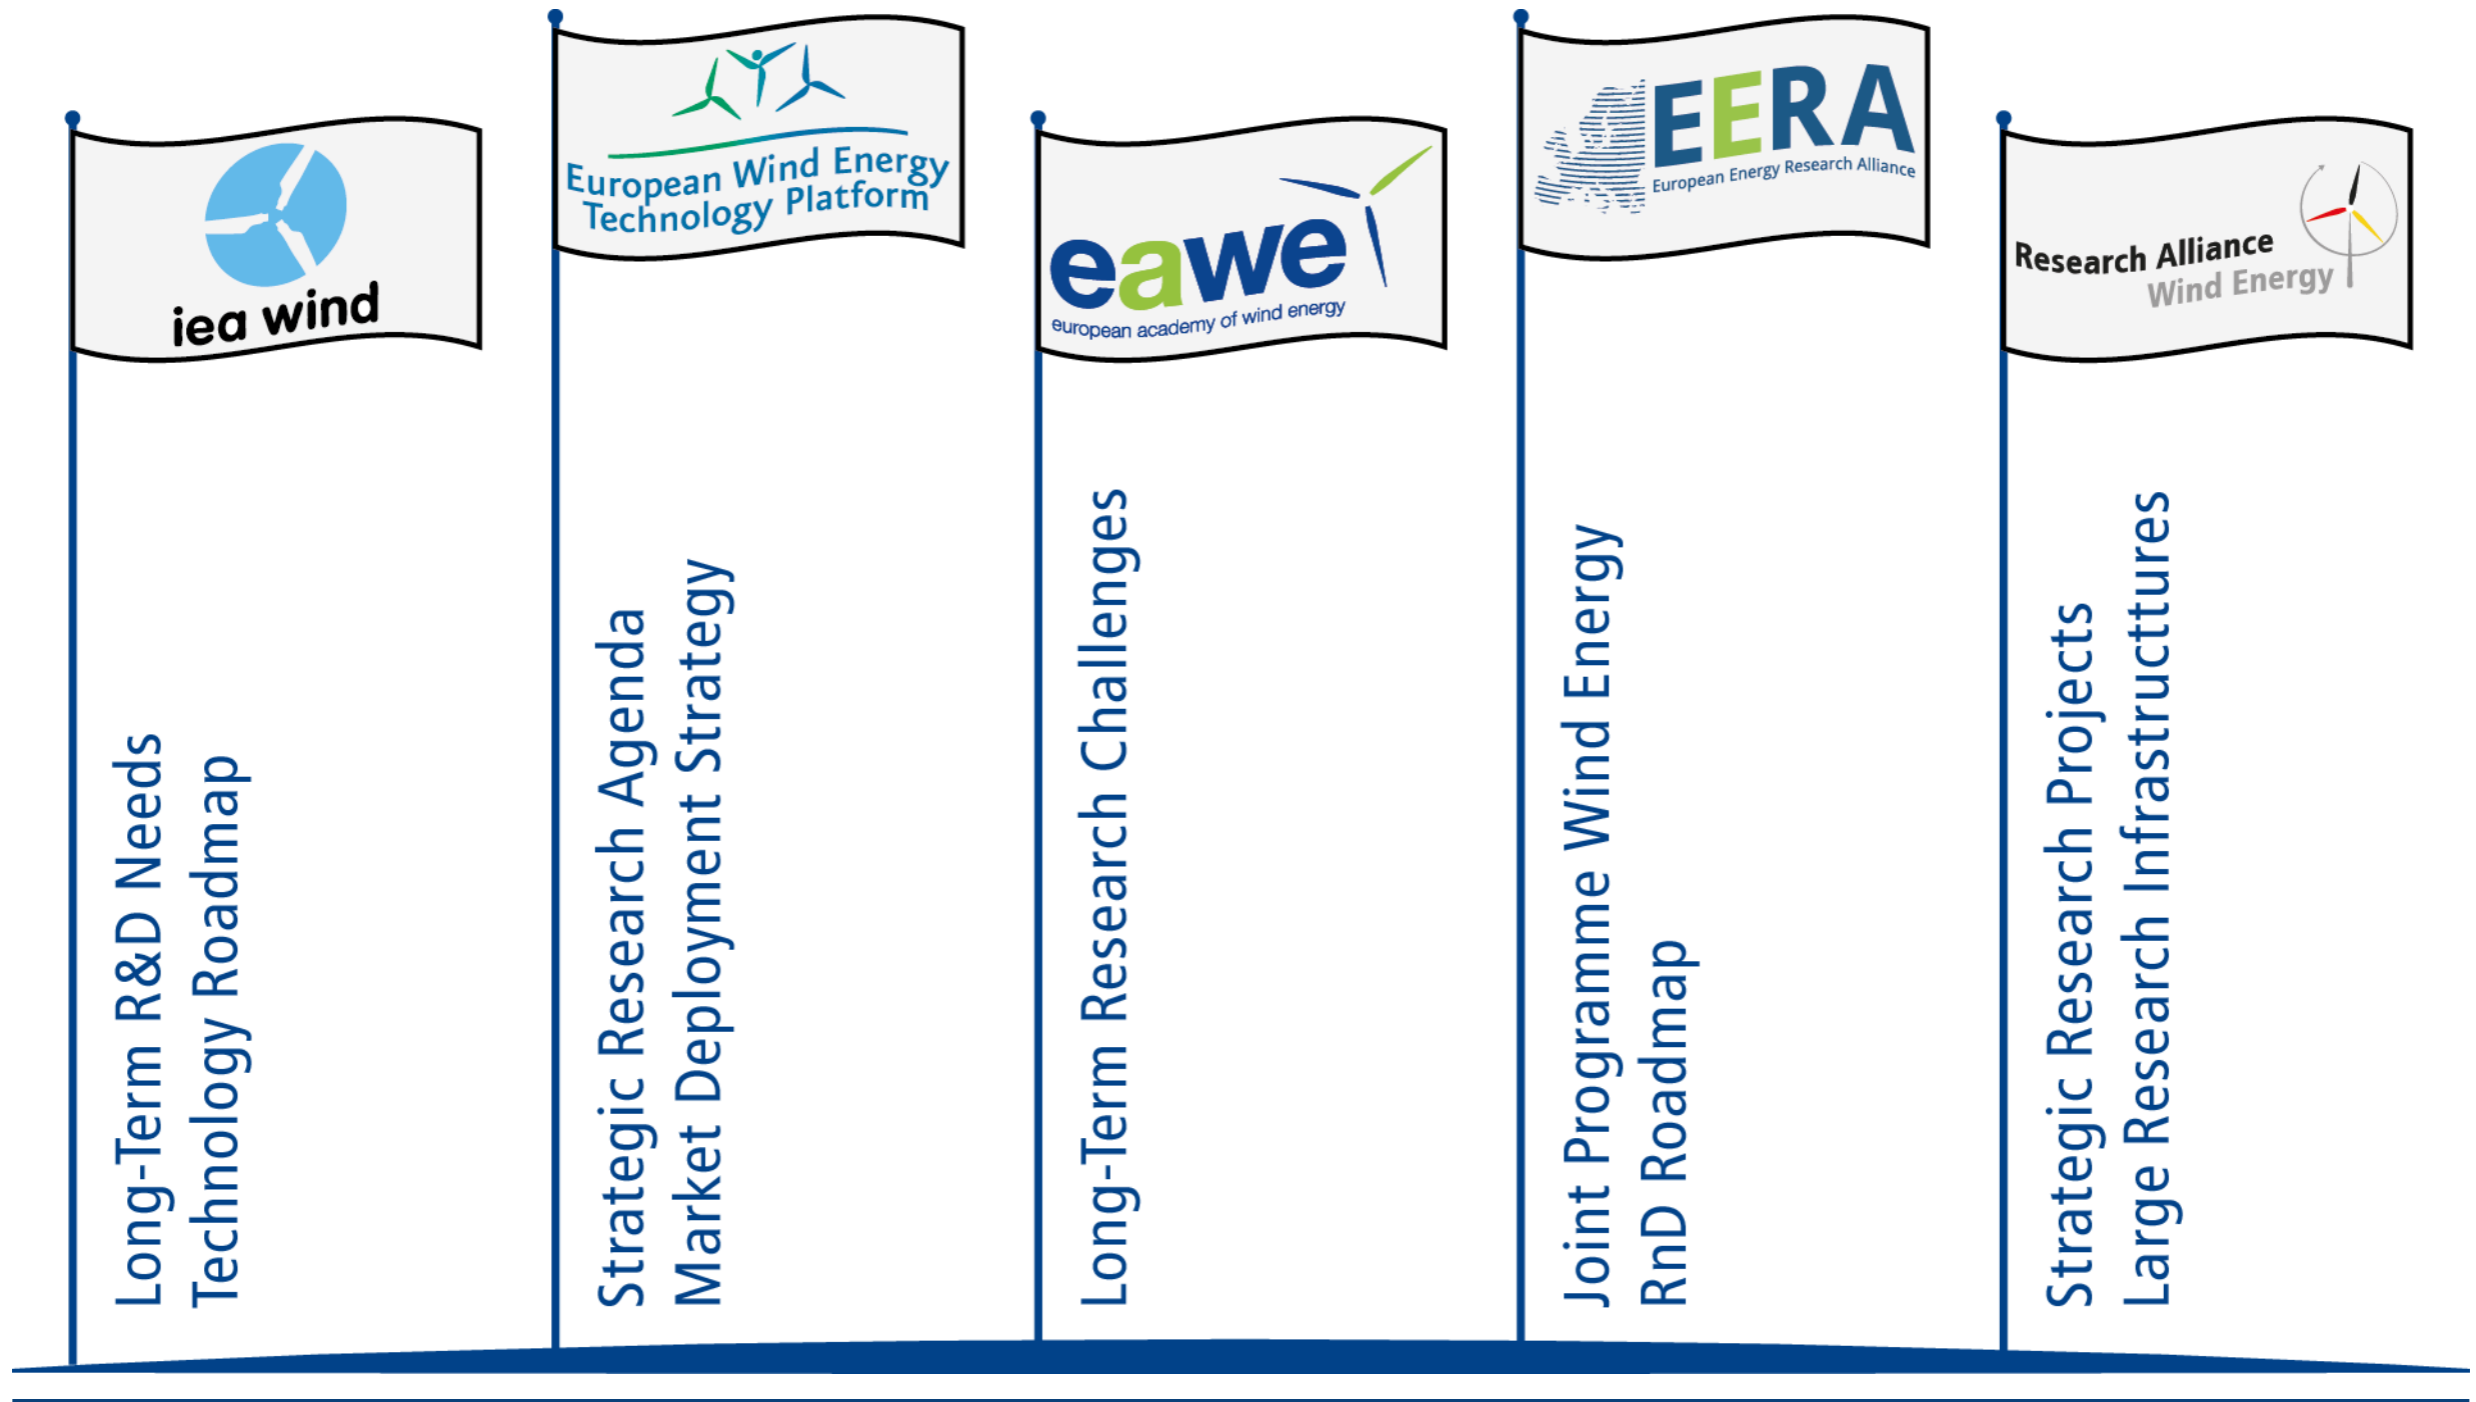 iea wind
Long-Term R&D Needs
Technology Roadmap
European Wind Energy
Technology Platform
Strategic Research Agenda
Market Deployment Strategy
eawe
european academy of wind energy
Long-Term Research Challenges
EERA
European Energy Research Alliance
Joint Programme Wind Energy
RnD Roadmap
Research Alliance
Wind Energy
Strategic Research Projects
Large Research Infrastructtures